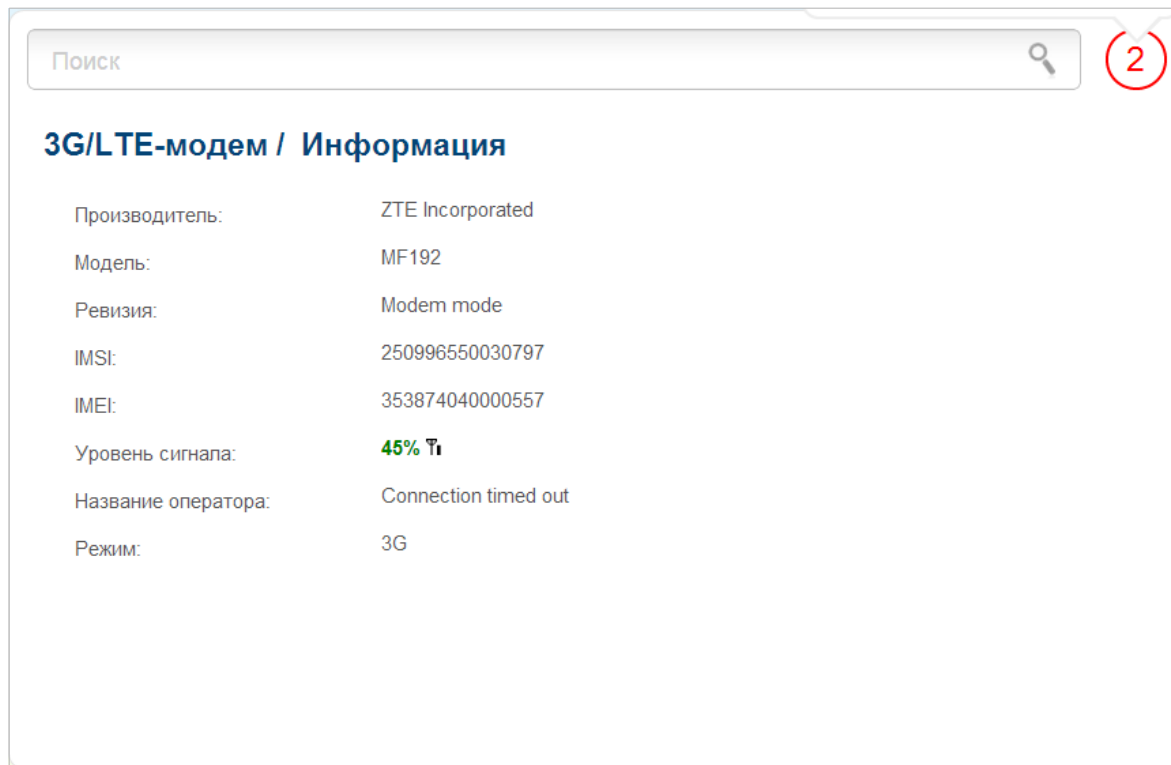 Поиск
2
3G/LTE-модем / Информация
Производитель: ZTE Incorporated
Модель: MF192
Ревизия: Modem mode
IMSI: 250996550030797
IMEI: 353874040000557
Уровень сигнала: 45%
Название оператора: Connection timed out
Режим: 3G